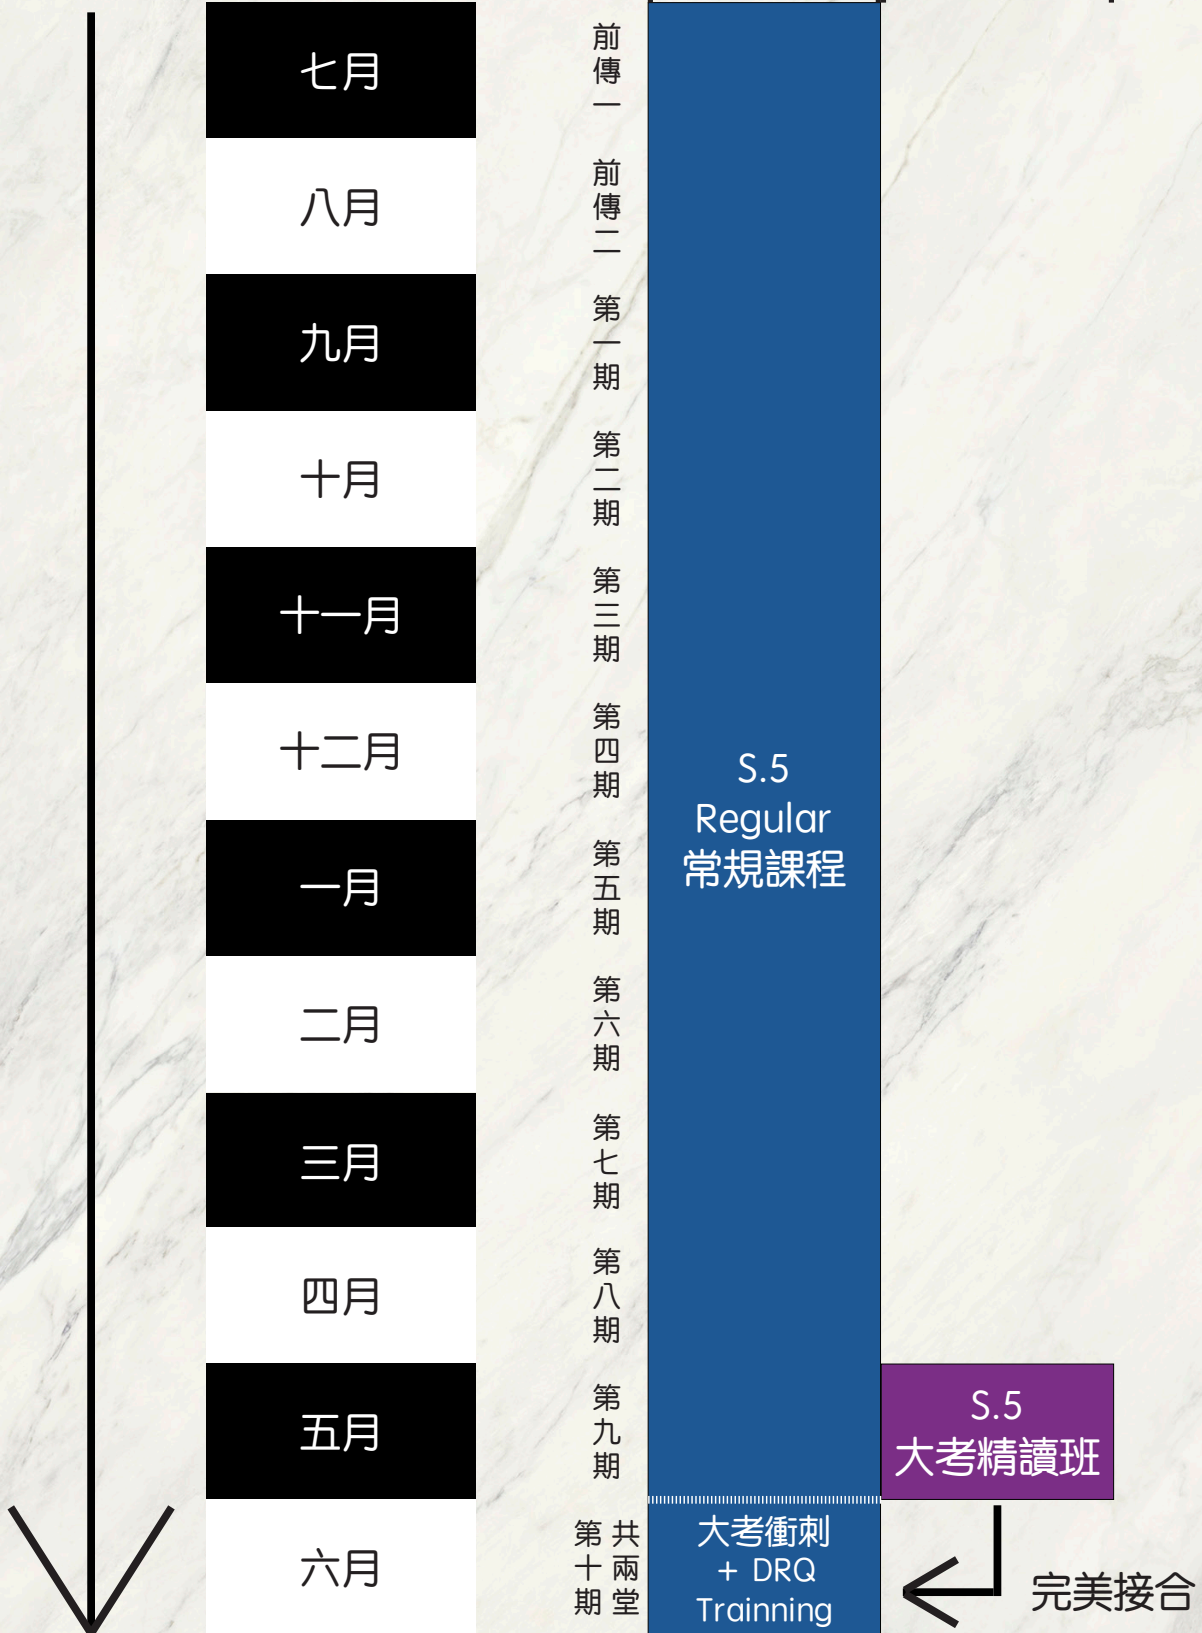 七月
前傳一
八月
前傳二
九月
第一期
十月
第二期
十一月
第三期
十二月
第四期
S.5
Regular
常規課程
一月
第五期
二月
第六期
三月
第七期
四月
第八期
五月
第九期
S.5
大考精讀班
六月
第十期
共兩堂
大考衝刺
+ DRQ
Trainning
完美接合